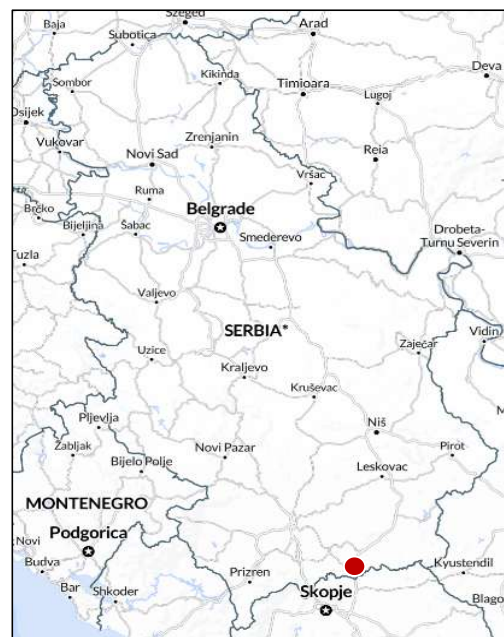 Szeged
Baja
Arad
Subotica
Deva
Kikinda
Sombor
Timioara
Lugoj
Osijek
Zrenjanin
Vukovar
Novi Sad
Reia
Vršac
Ruma
Brčko
Belgrade
Bijeljina
Šabac
Smederevo
Drobeta-
Turnu Severin
Tuzla
Valjevo
SERBIA*
Zaječar
Vidin
Uzice
Kraljevo
Kruševac
Pljevlja
Niš
Žabljak
Novi Pazar
Pirot
Bijelo Polje
Leskovac
MONTENEGRO
Podgorica
Novi
Budva
Prizren
Kyustendil
Bar
Shkoder
Skopje
Blago